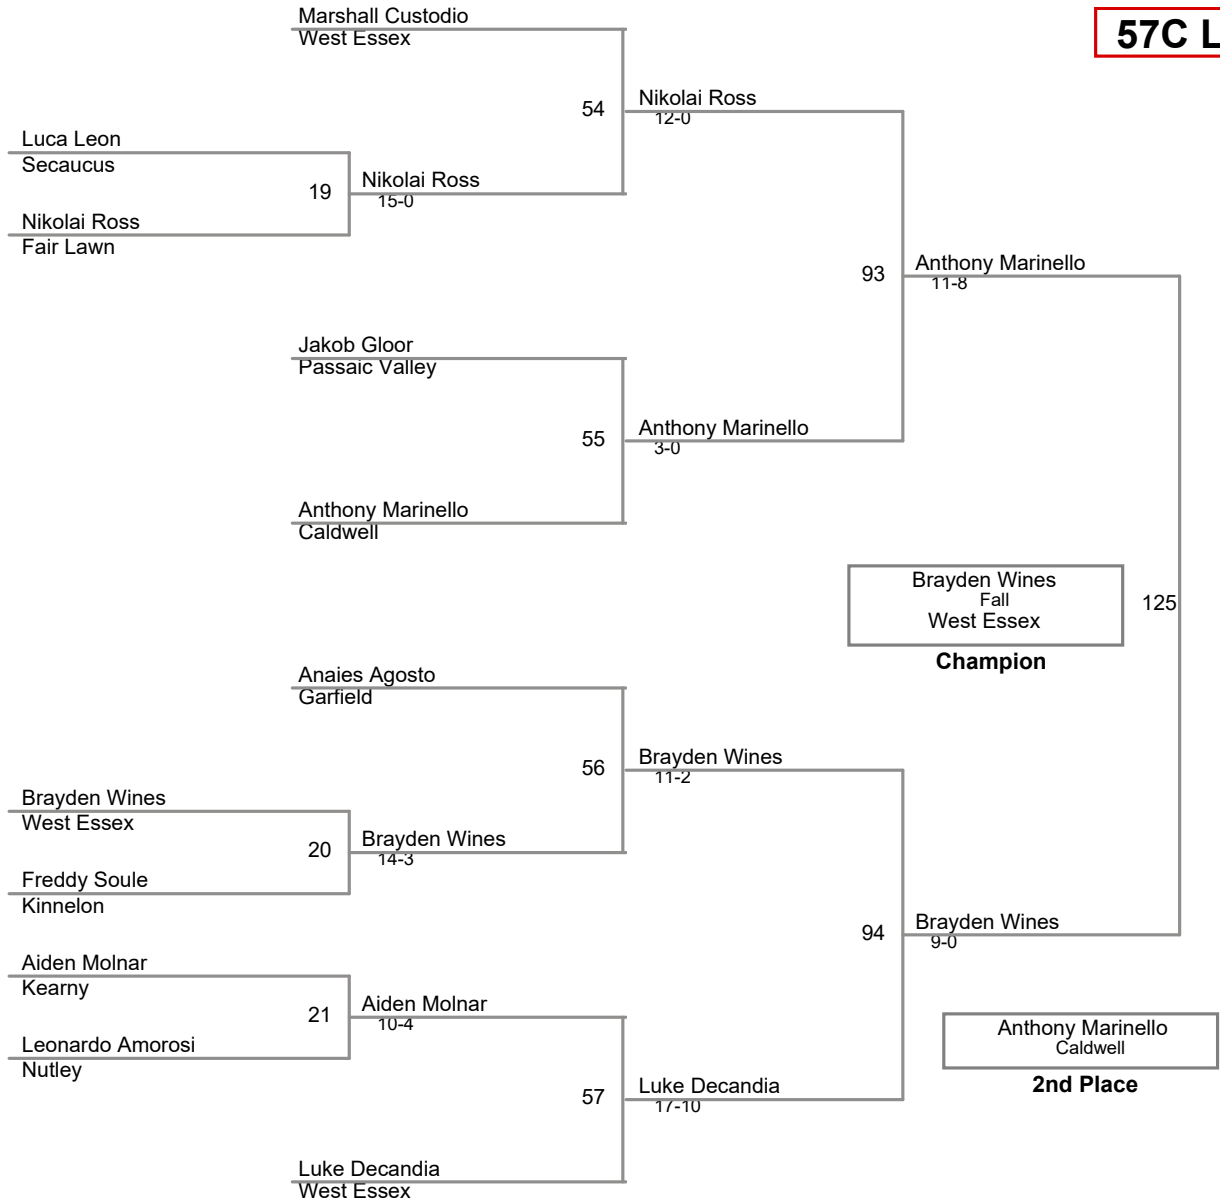 Marshall Custodio
West Essex
57C L
54
Nikolai Ross
12-0
Luca Leon
Secaucus
19
Nikolai Ross
15-0
Nikolai Ross
Fair Lawn
93
Anthony Marinello
11-8
Jakob Gloor
Passaic Valley
55
Anthony Marinello
3-0
Anthony Marinello
Caldwell
Brayden Wines
Fall
West Essex
Champion
125
Anaies Agosto
Garfield
56
Brayden Wines
11-2
Brayden Wines
West Essex
20
Brayden Wines
14-3
Freddy Soule
Kinnelon
94
Brayden Wines
9-0
Aiden Molnar
Kearny
21
Aiden Molnar
10-4
Leonardo Amorosi
Nutley
Anthony Marinello
Caldwell
2nd Place
57
Luke Decandia
17-10
Luke Decandia
West Essex